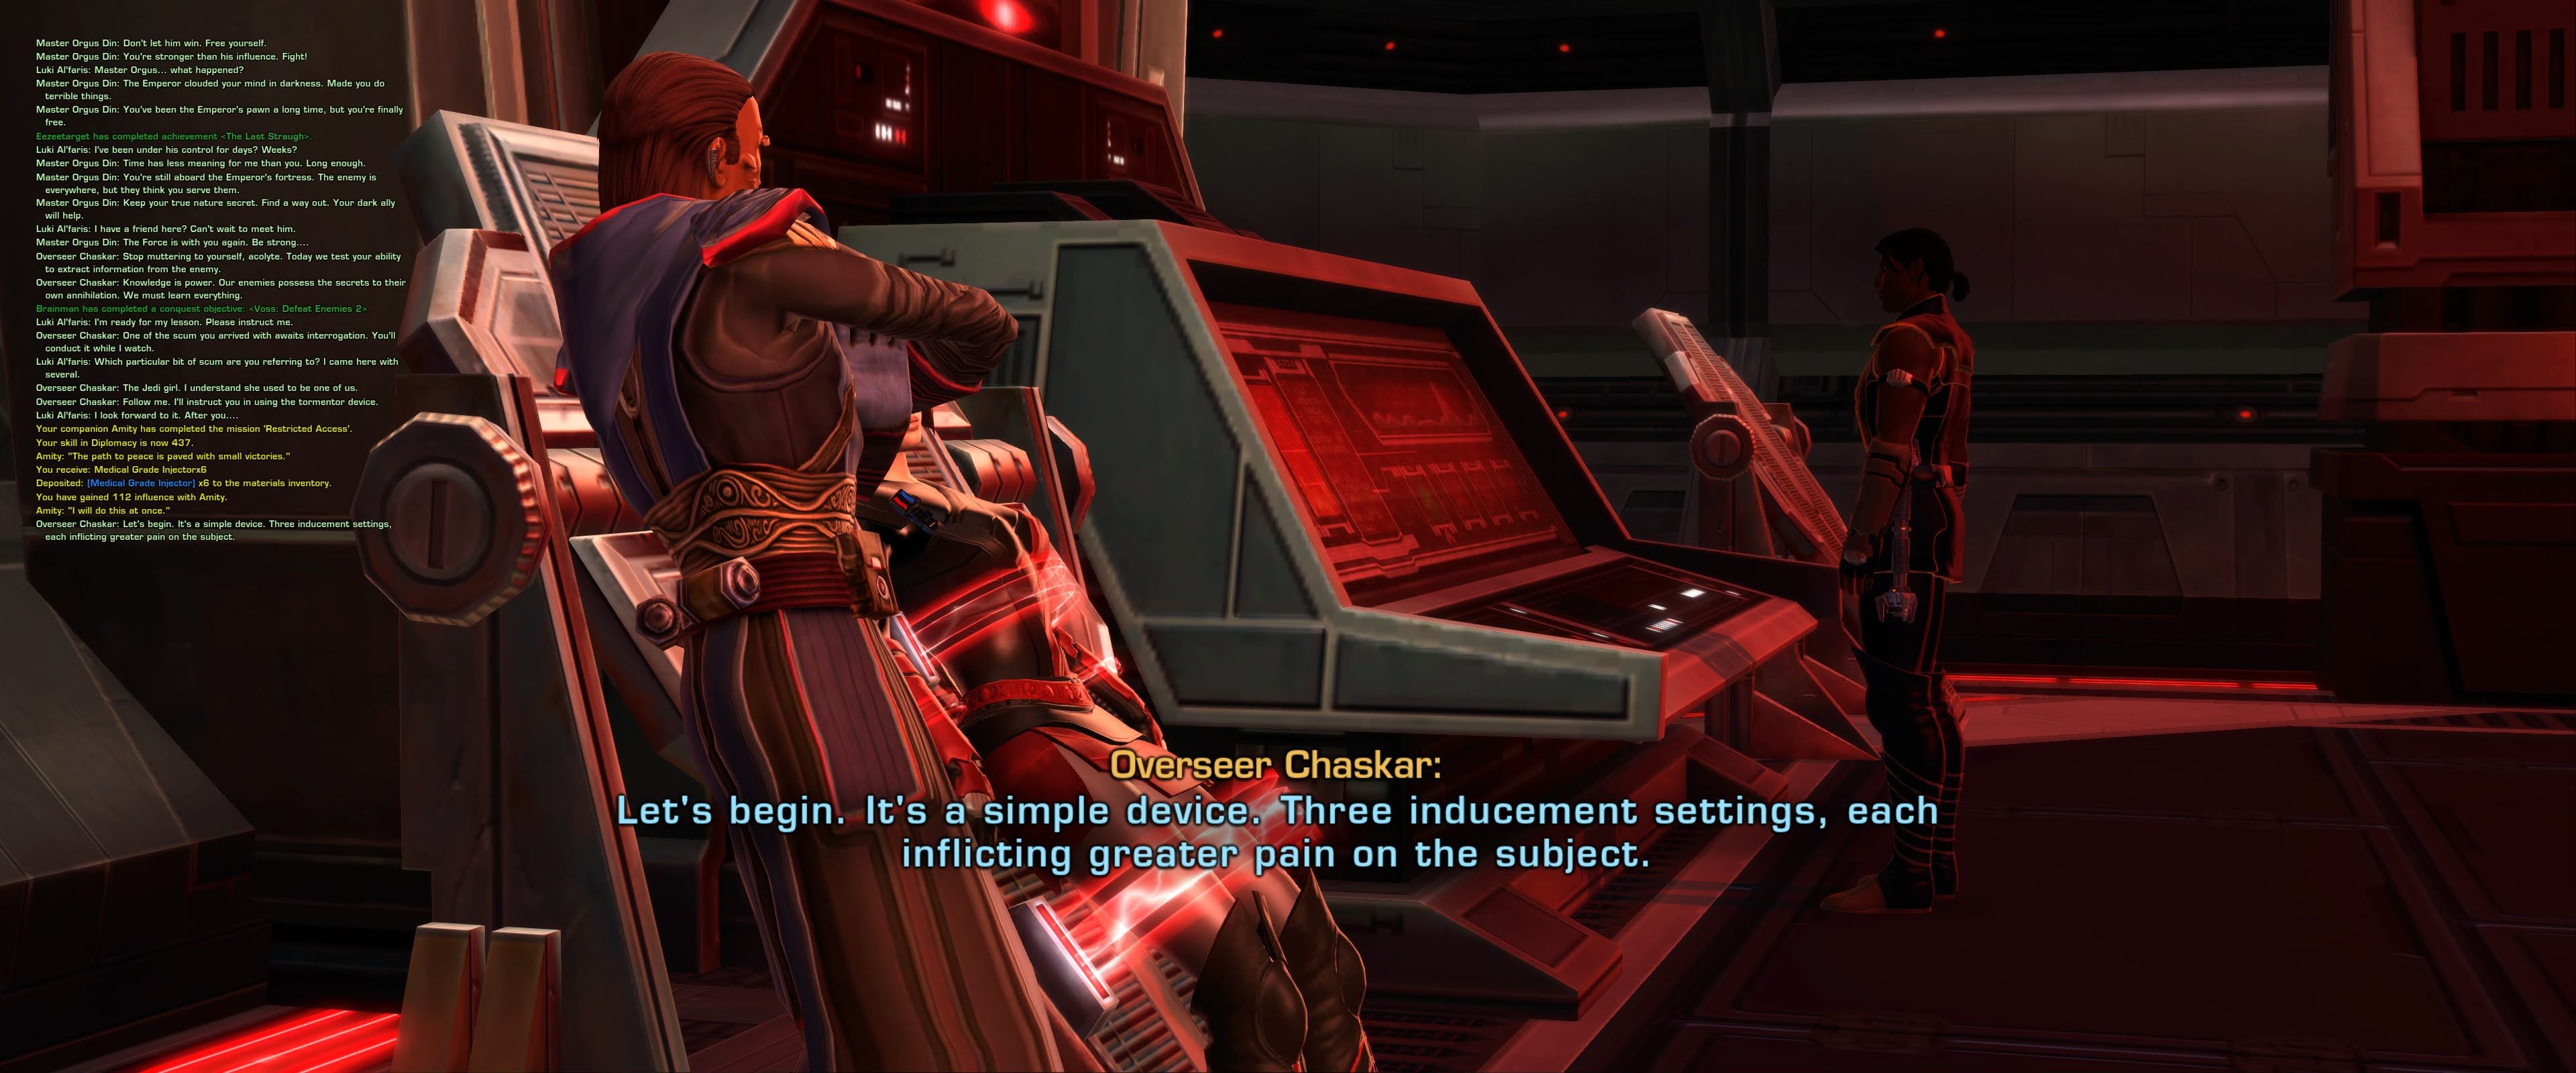 Master Orgus Din: Don't let him win. Free yourself.
Master Orgus Din: You're stronger than his influence. Fight!
Luki Al'faris: Master Orgus... what happened?
Master Orgus Din: The Emperor clouded your mind in darkness. Made you do
terrible things.
Master Orgus Din: You've been the Emperor's pawn a long time, but you're finally
free.
Eezeetarget has completed achievement <The Last Straugh>.
Luki Al'faris: I've been under his control for days? Weeks?
Master Orgus Din: Time has less meaning for me than you. Long enough.
Master Orgus Din: You're still aboard the Emperor's fortress. The enemy is
everywhere, but they think you serve them.
Master Orgus Din: Keep your true nature secret. Find a way out. Your dark ally
will help.
Luki Al'faris: I have a friend here? Can't wait to meet him.
Master Orgus Din: The Force is with you again. Be strong....
Overseer Chaskar: Stop muttering to yourself, acolyte. Today we test your ability
to extract information from the enemy.
Overseer Chaskar: Knowledge is power. Our enemies possess the secrets to their
own annihilation. We must learn everything.
Brainman has completed a conquest objective: <Voss: Defeat Enemies 2>
Luki Al'faris: I'm ready for my lesson. Please instruct me.
Overseer Chaskar: One of the scum you arrived with awaits interrogation. You'll
conduct it while I watch.
Luki Al'faris: Which particular bit of scum are you referring to? I came here with
several.
Overseer Chaskar: The Jedi girl. I understand she used to be one of us.
Overseer Chaskar: Follow me. I'll instruct you in using the tormentor device.
Luki Al'faris: I look forward to it. After you....
Your companion Amity has completed the mission 'Restricted Access'.
Your skill in Diplomacy is now 437.
Amity: "The path to peace is paved with small victories."
You receive: Medical Grade Injectorx6
Deposited: [Medical Grade Injector] x6 to the materials inventory.
You have gained 112 influence with Amity.
Amity: "I will do this at once."
Overseer Chaskar: Let's begin. It's a simple device. Three inducement settings,
each inflicting greater pain on the subject.
Overseer Chaskar:
Let's begin. It's a simple device. Three inducement settings, each
inflicting greater pain on the subject.